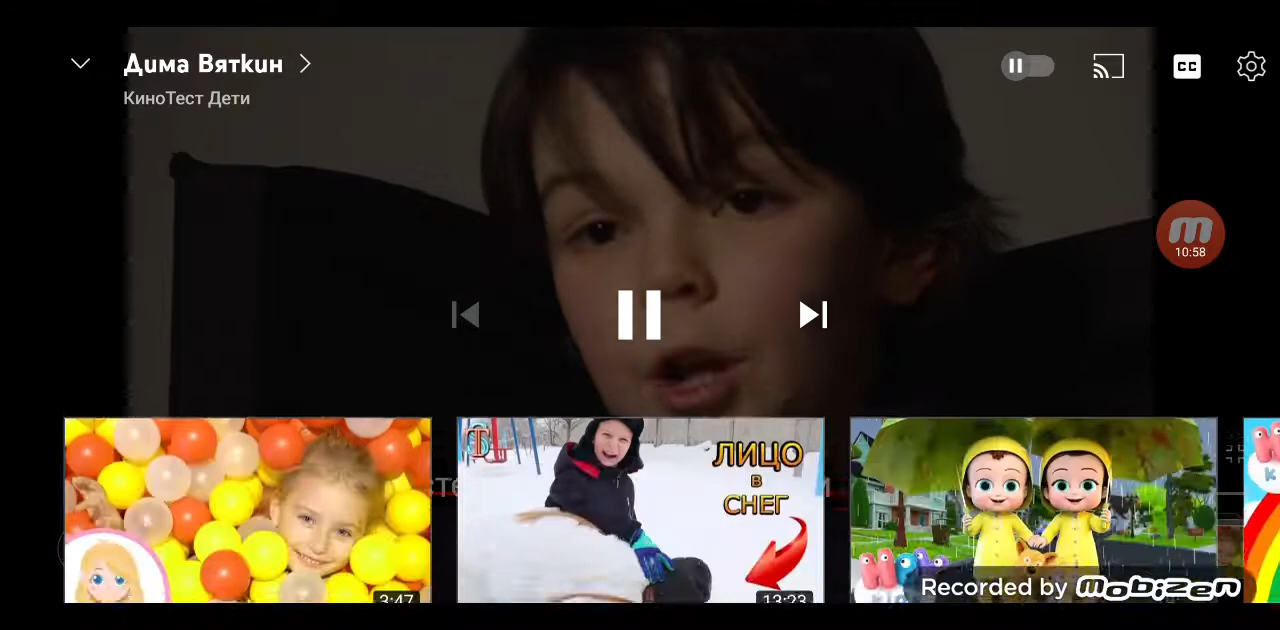 Дима Вяткин
КиноТест Дети
CC
m
10:58
ЛИЦО
В
СНЕГ
3:47
13:23
Recorded by mobizen